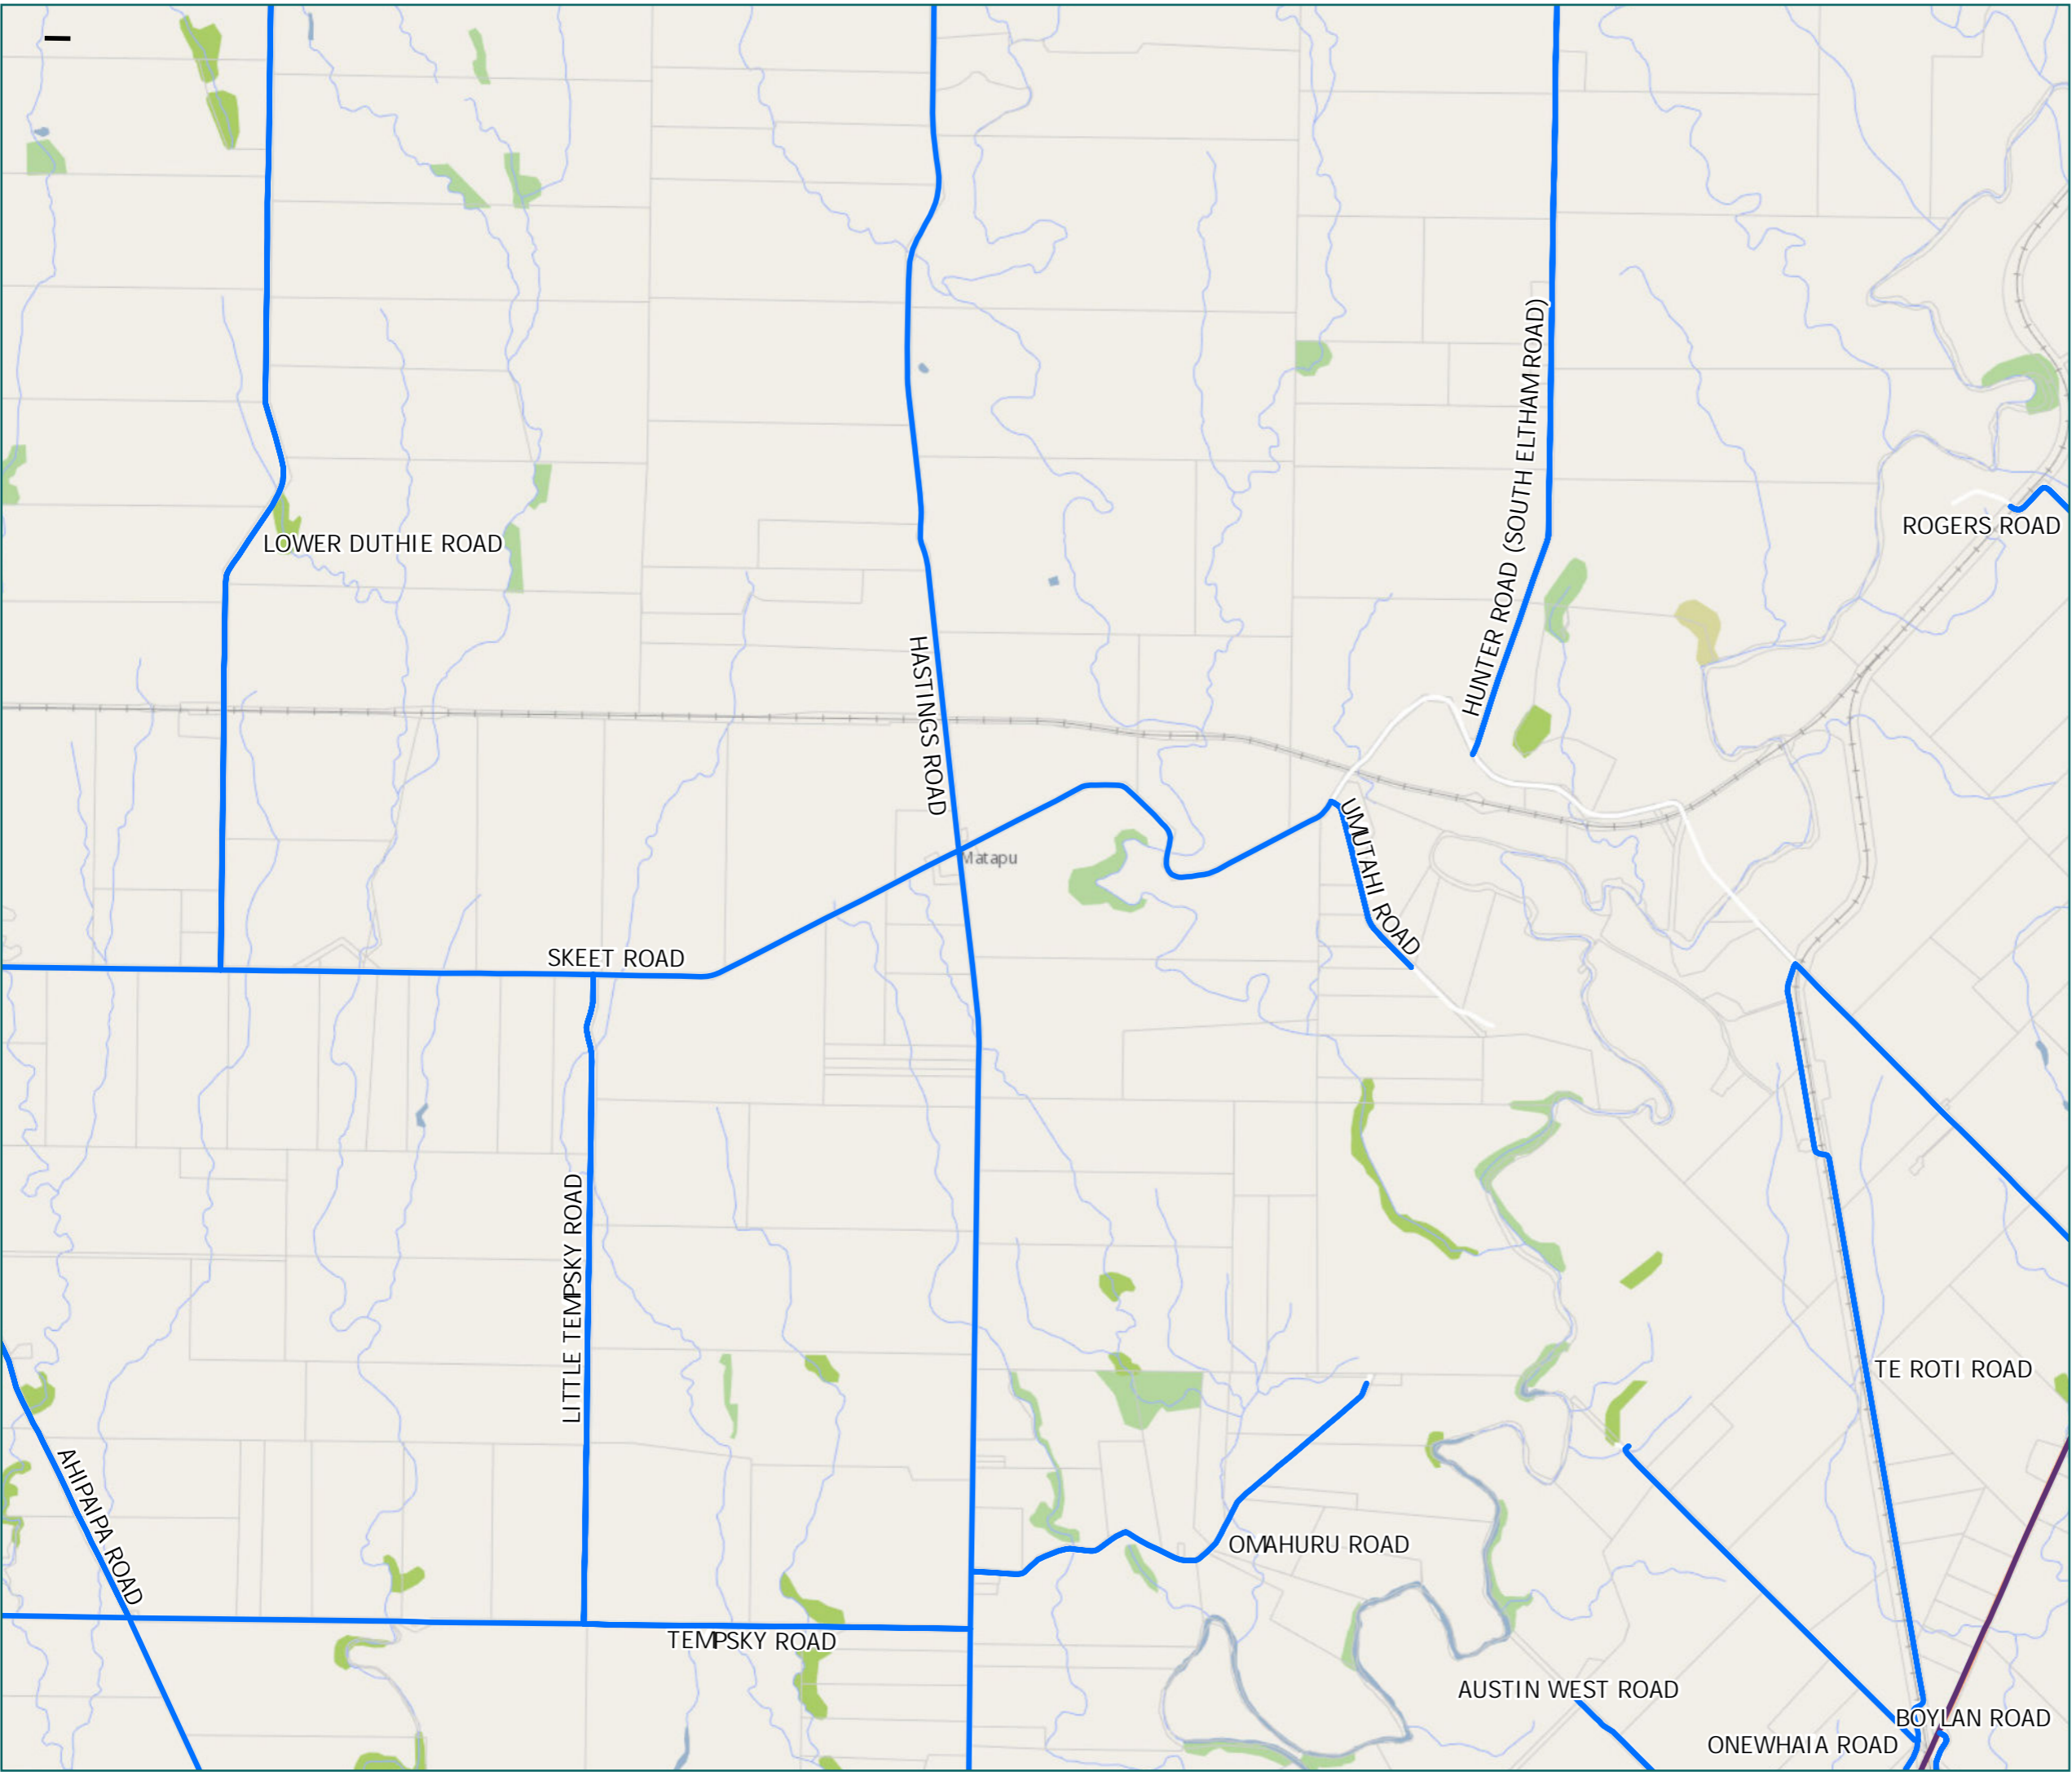 HUNTER ROAD (SOUTH ELTHAM ROAD)
ROGERS ROAD
LOWER DUTHIE ROAD
HASTINGS ROAD
Matapu
UMUTAHI ROAD
SKEET ROAD
LITTLE TEMPSKY ROAD
TE ROTI ROAD
AHIPAIPA ROAD
OMAHURU ROAD
TEMPSKY ROAD
AUSTIN WEST ROAD
BOYLAN ROAD
ONEWHAIA ROAD